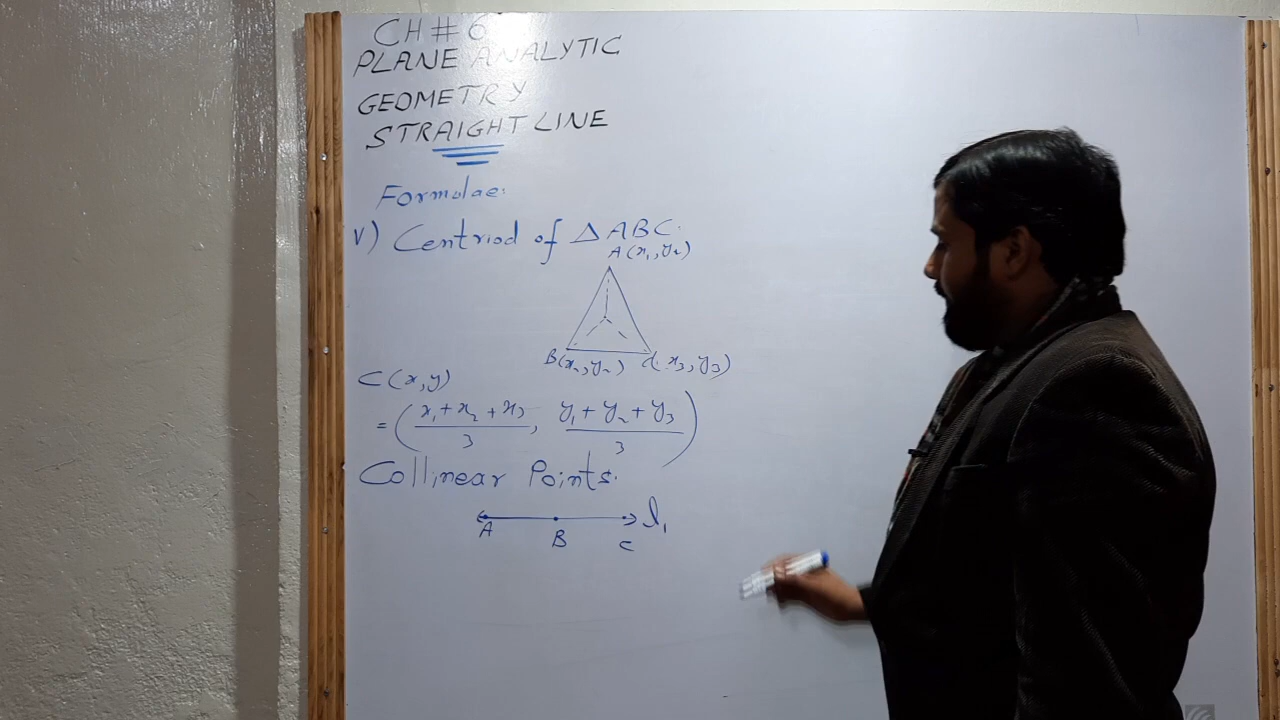 CH # 6
PLANE ANALYTIC
GEOMETRY
STRAIGHT LINE
Formulae:
V) Centriod of △ABC.
A(x₁, y₂)
B(x₂, y₂) C(x₃, y₃)
C(x, y)
= (x₁+x₂+x₃/3, y₁+y₂+y₃/3)
Collinear Points.
l₁
A B C